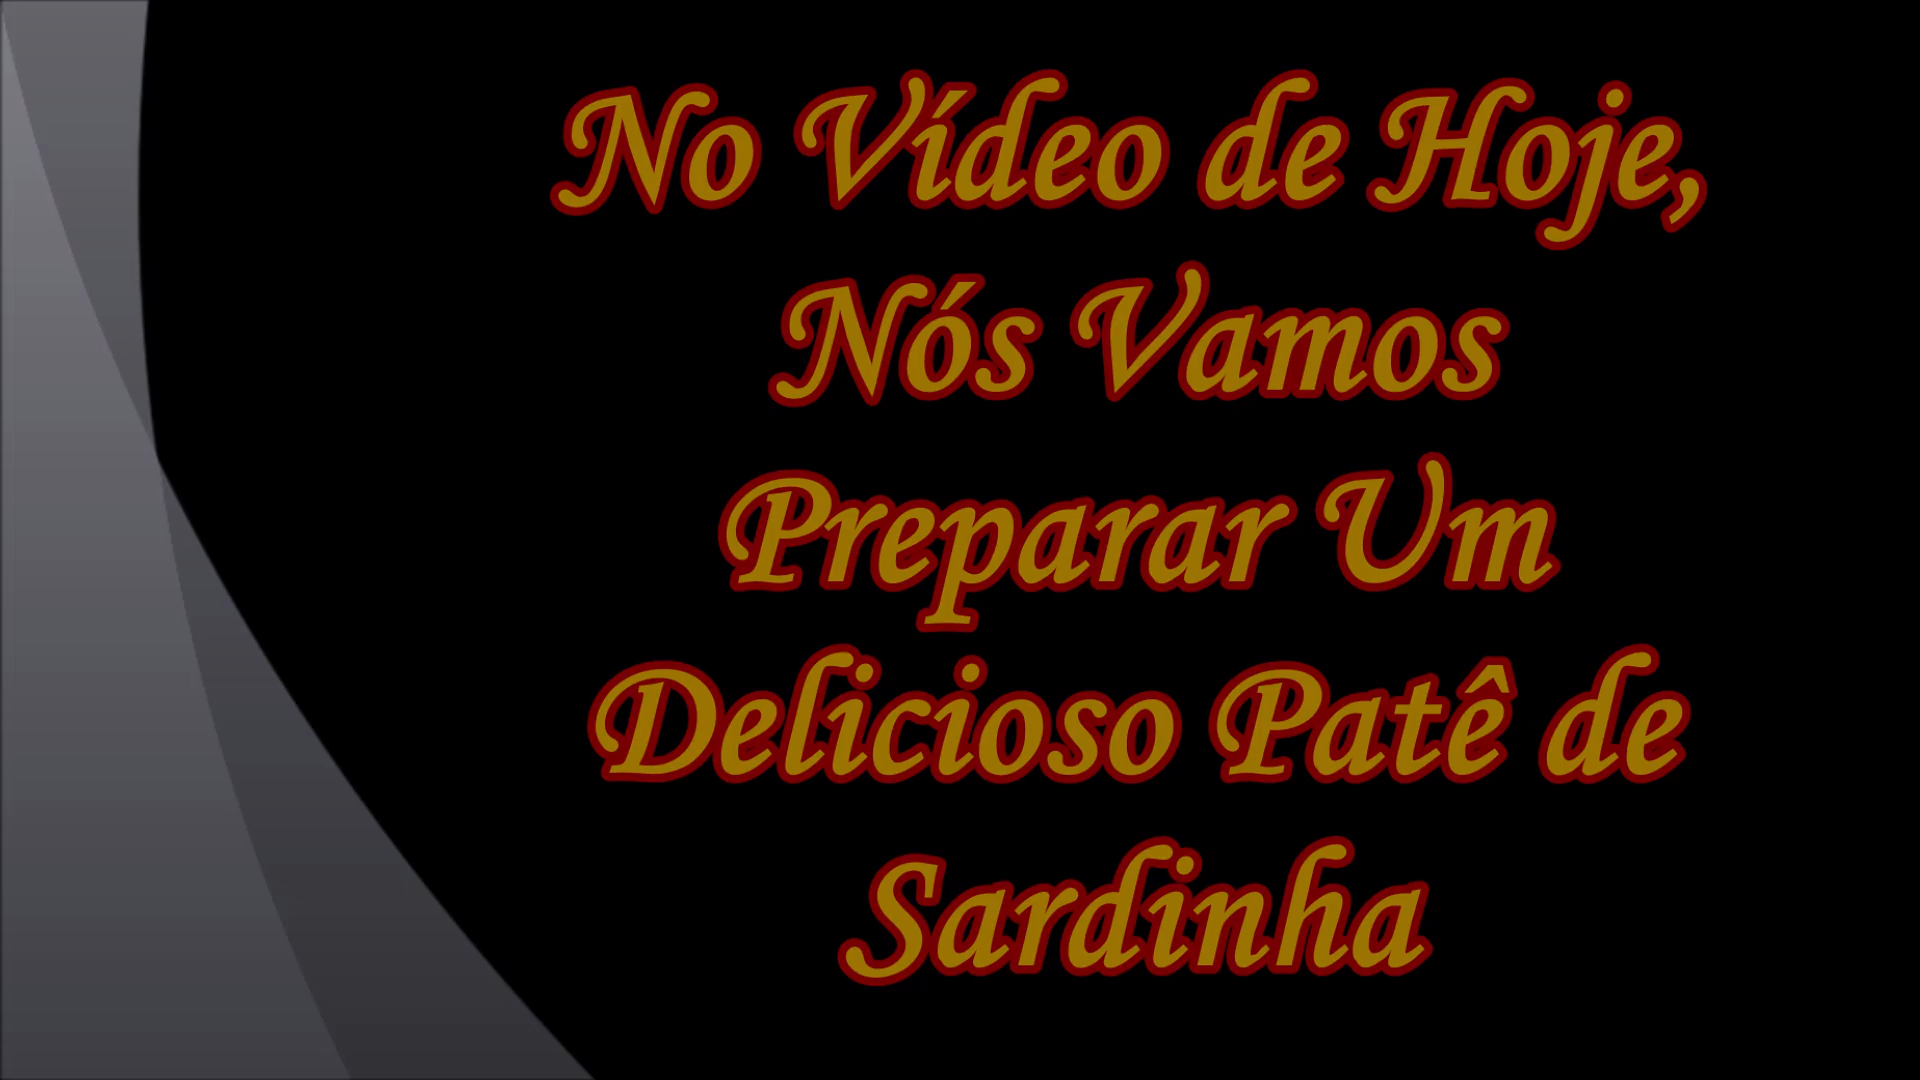 No Vídeo de Hoje,
Nós Vamos
Preparar Um
Delicioso Patê de
Sardinha